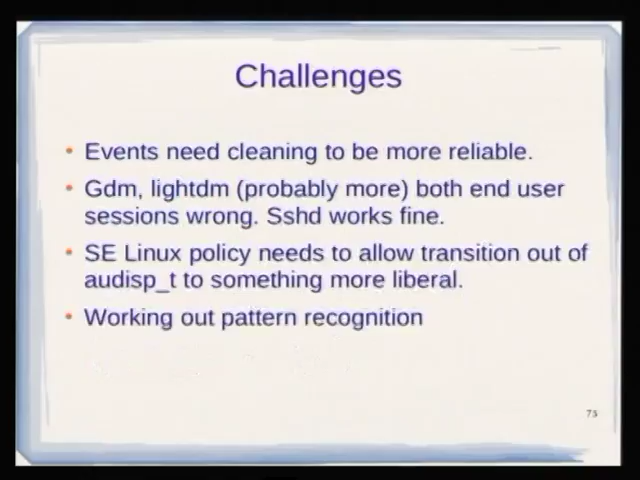 Challenges
• Events need cleaning to be more reliable.
• Gdm, lightdm (probably more) both end user
sessions wrong. Sshd works fine.
• SE Linux policy needs to allow transition out of
audisp_t to something more liberal.
• Working out pattern recognition
73